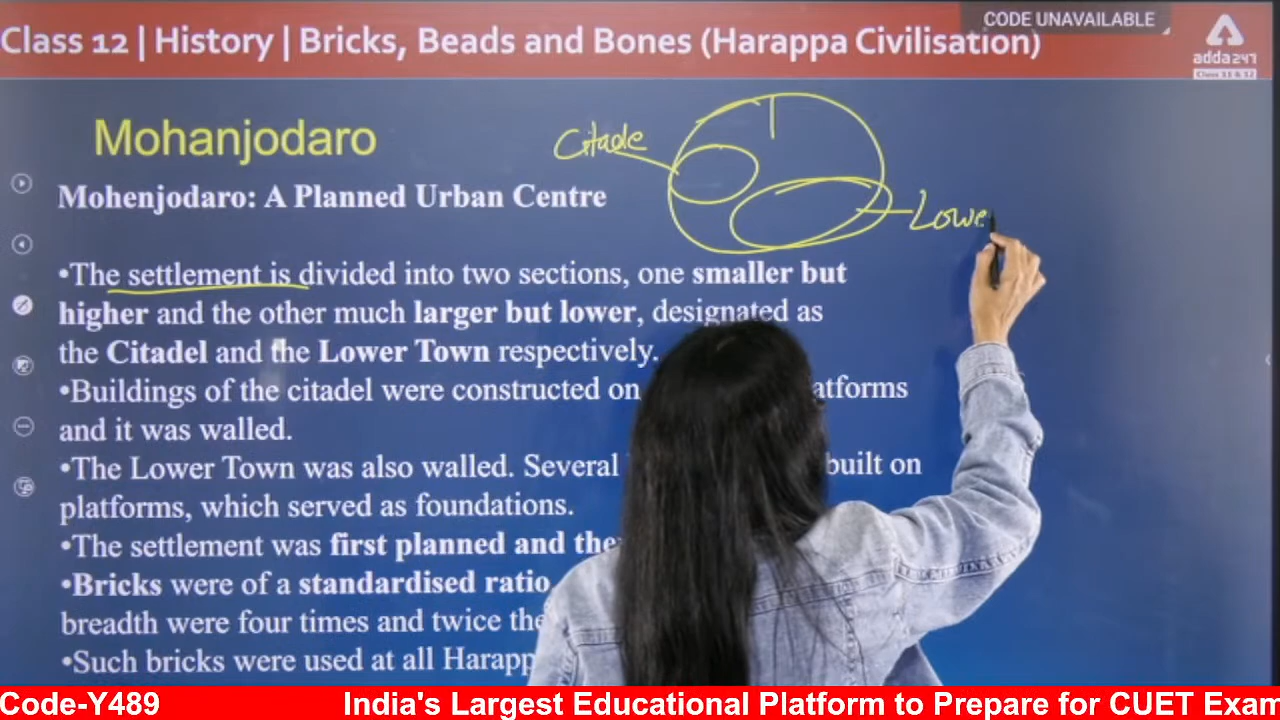 CODE UNAVAILABLE
Class 12 | History | Bricks, Beads and Bones (Harappa Civilisation)
adda247
Class 11 & 12
Mohanjodaro
Citade
Lowe
Mohenjodaro: A Planned Urban Centre
•The settlement is divided into two sections, one smaller but
higher and the other much larger but lower, designated as
the Citadel and the Lower Town respectively.
•Buildings of the citadel were constructed on atforms
and it was walled.
•The Lower Town was also walled. Several built on
platforms, which served as foundations.
•The settlement was first planned and the
•Bricks were of a standardised ratio
breadth were four times and twice the
•Such bricks were used at all Harapp
Code-Y489 India's Largest Educational Platform to Prepare for CUET Exam